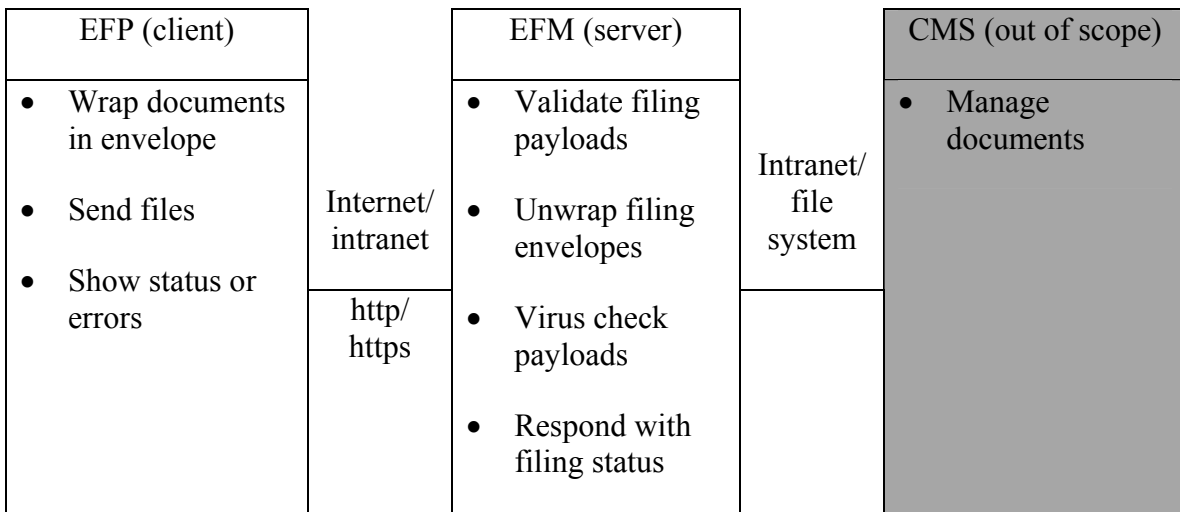 EFP (client)
• Wrap documents
in envelope
• Send files
• Show status or
errors
Internet/
intranet
http/
https
EFM (server)
• Validate filing
payloads
• Unwrap filing
envelopes
• Virus check
payloads
• Respond with
filing status
Intranet/
file
system
CMS (out of scope)
• Manage
documents